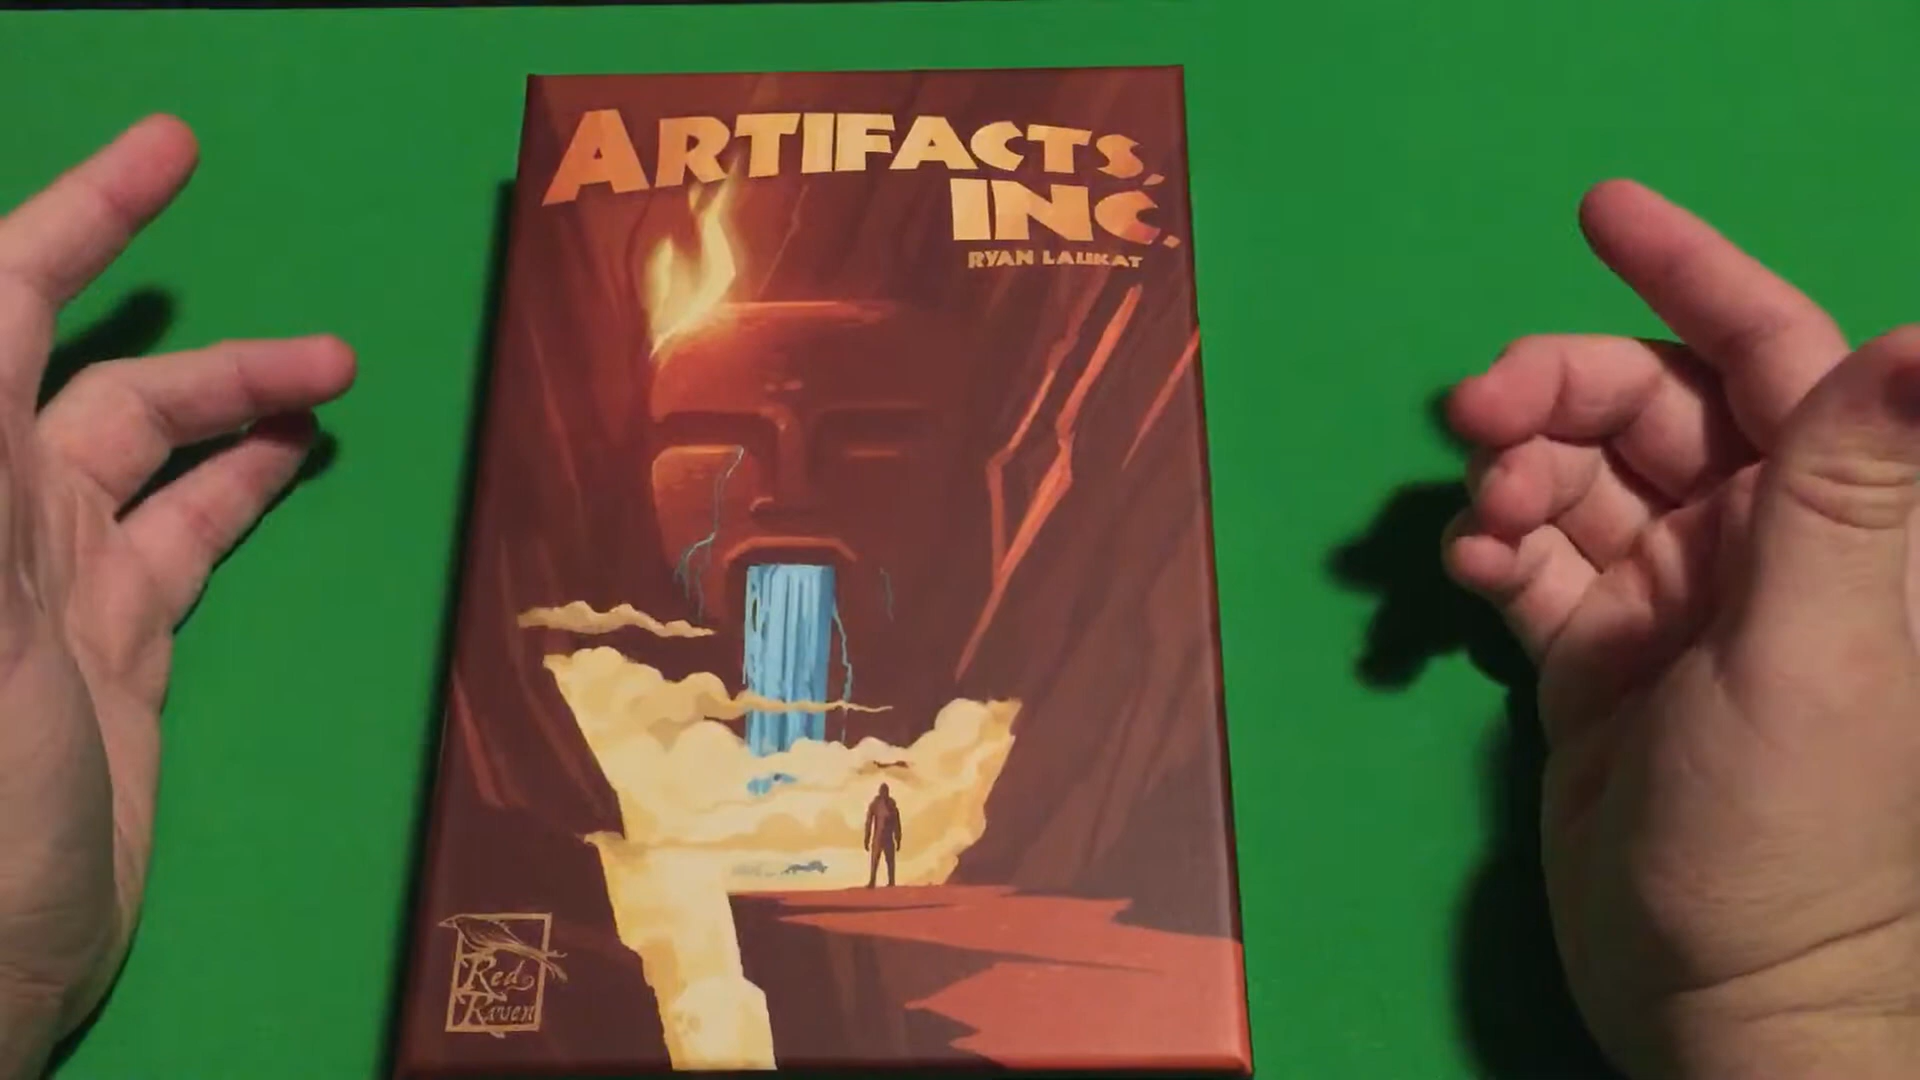 ARTIFACTS,
INC.
RYAN LAUKAT
Red
Raven